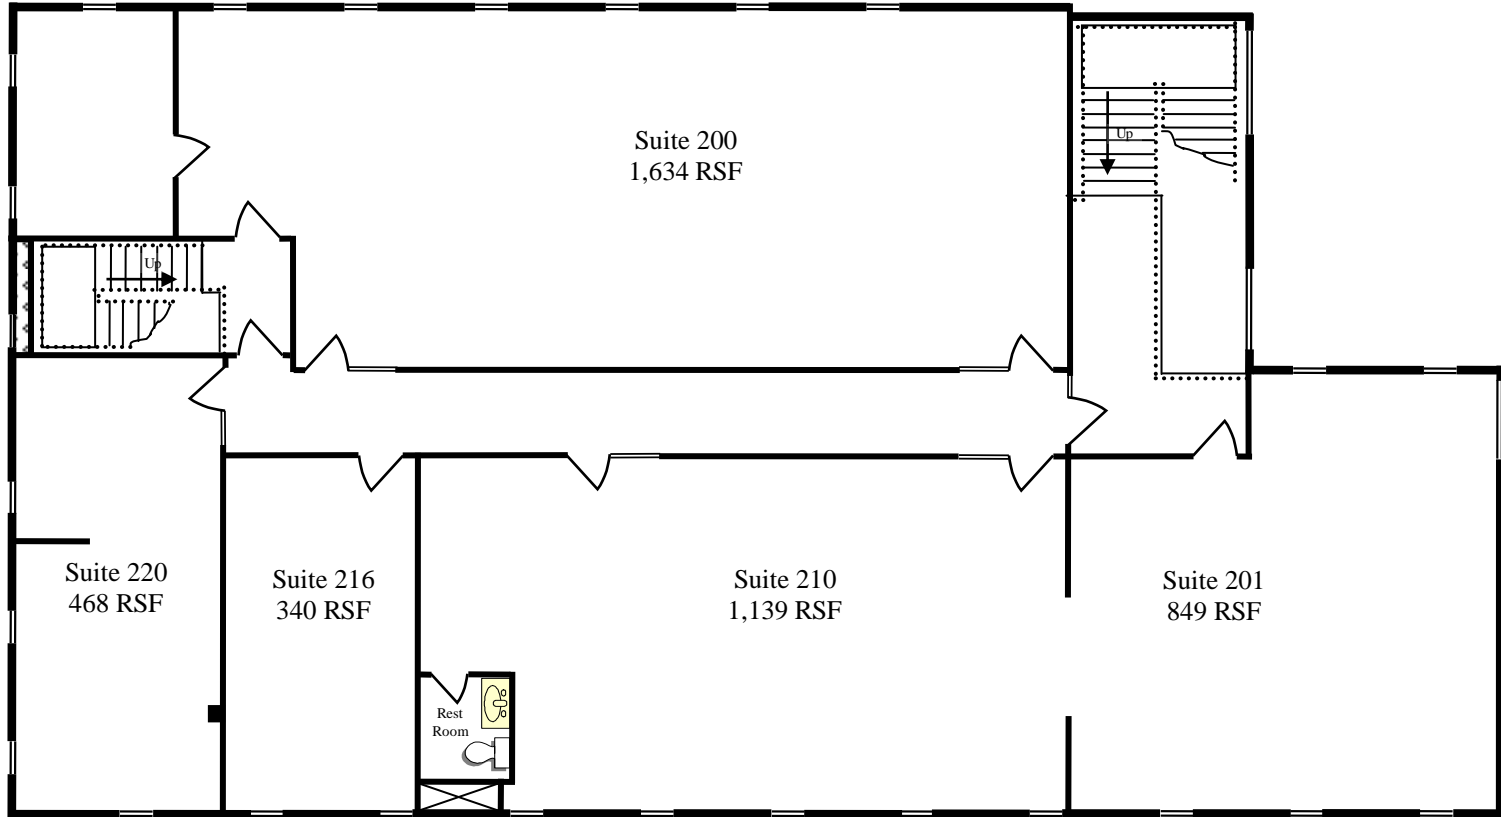 Suite 200
1,634 RSF
Up
Up
Suite 220
468 RSF
Suite 216
340 RSF
Suite 210
1,139 RSF
Suite 201
849 RSF
Rest
Room